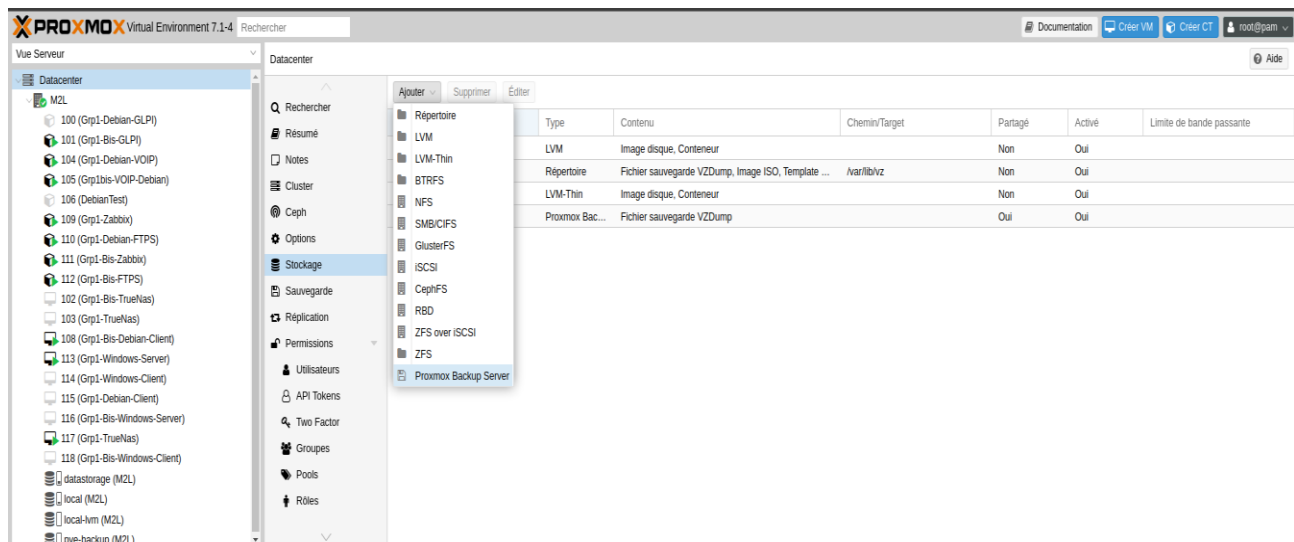 PROXMOX Virtual Environment 7.1-4 Rechercher Documentation Créer VM Créer CT root@pam
Vue Serveur
Datacenter
M2L
100 (Grp1-Debian-GLPI)
101 (Grp1-Bis-GLPI)
104 (Grp1-Debian-VOIP)
105 (Grp1bis-VOIP-Debian)
106 (DebianTest)
109 (Grp1-Zabbix)
110 (Grp1-Debian-FTPS)
111 (Grp1-Bis-Zabbix)
112 (Grp1-Bis-FTPS)
102 (Grp1-Bis-TrueNas)
103 (Grp1-TrueNas)
108 (Grp1-Bis-Debian-Client)
113 (Grp1-Windows-Server)
114 (Grp1-Windows-Client)
115 (Grp1-Debian-Client)
116 (Grp1-Bis-Windows-Server)
117 (Grp1-TrueNas)
118 (Grp1-Bis-Windows-Client)
datastorage (M2L)
local (M2L)
local-lvm (M2L)
pve-backup (M2L)
Datacenter Aide
Rechercher
Résumé
Notes
Cluster
Ceph
Options
Stockage
Sauvegarde
Réplication
Permissions
Utilisateurs
API Tokens
Two Factor
Groupes
Pools
Rôles
Ajouter Supprimer Éditer
Répertoire
LVM
LVM-Thin
BTRFS
NFS
SMB/CIFS
GlusterFS
iSCSI
CephFS
RBD
ZFS over iSCSI
ZFS
Proxmox Backup Server
Type Contenu Chemin/Target Partagé Activé Limite de bande passante
LVM Image disque, Conteneur Non Oui
Répertoire Fichier sauvegarde VZDump, Image ISO, Template ... /var/lib/vz Non Oui
LVM-Thin Image disque, Conteneur Non Oui
Proxmox Bac... Fichier sauvegarde VZDump Oui Oui